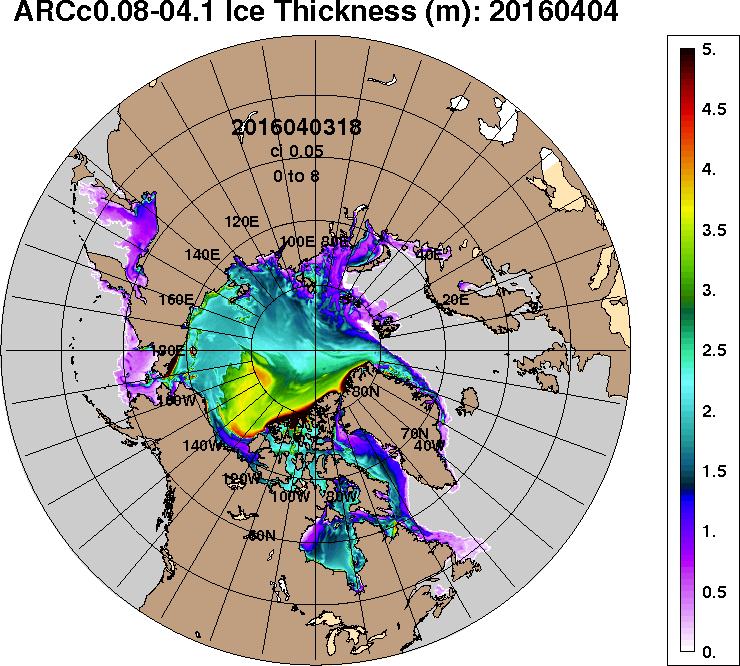 ARCc0.08-04.1 Ice Thickness (m): 20160404
2016040318
ci 0.05
0 to 8
120E
100E
80E
40E
140E
160E
20E
180E
160W
80N
140W
70N
40W
120W
100W
80W
60N
5.
4.5
4.
3.5
3.
2.5
2.
1.5
1.
0.5
0.